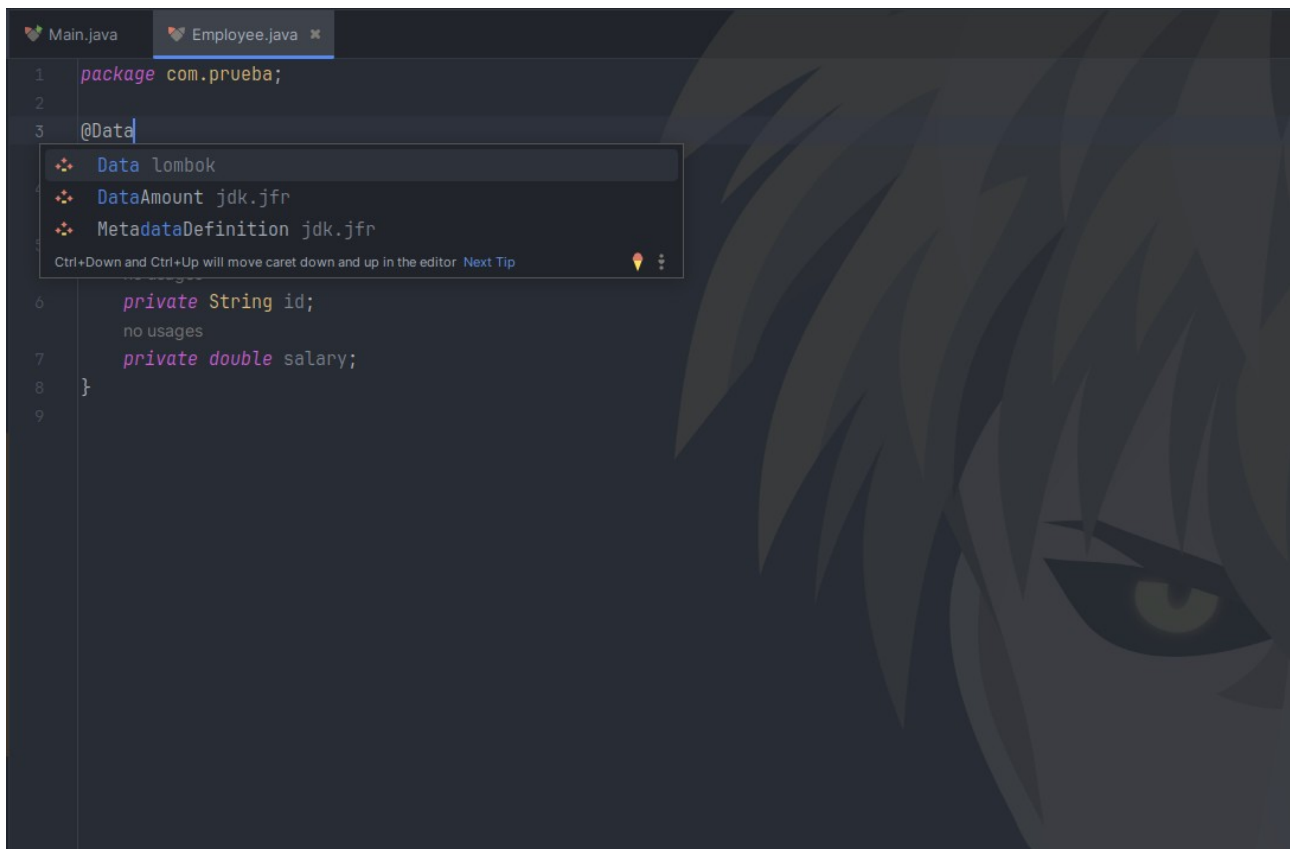 Main.java
Employee.java
1 package com.prueba;
2
3 @Data
Data lombok
DataAmount jdk.jfr
MetadataDefinition jdk.jfr
Ctrl+Down and Ctrl+Up will move caret down and up in the editor Next Tip
6 private String id;
no usages
7 private double salary;
8 }
9